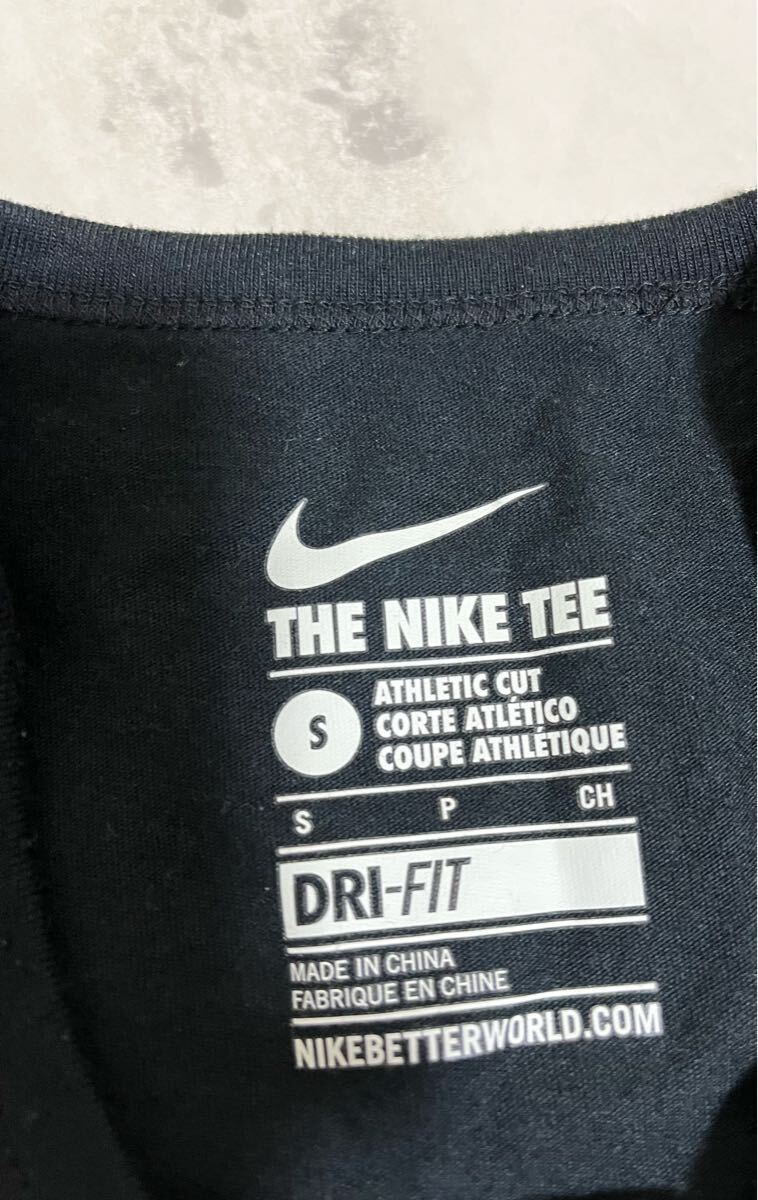 THE NIKE TEE
S
ATHLETIC CUT
CORTE ATLÉTICO
COUPE ATHLÉTIQUE
S P CH
DRI-FIT
MADE IN CHINA
FABRIQUE EN CHINE
NIKEBETTERWORLD.COM